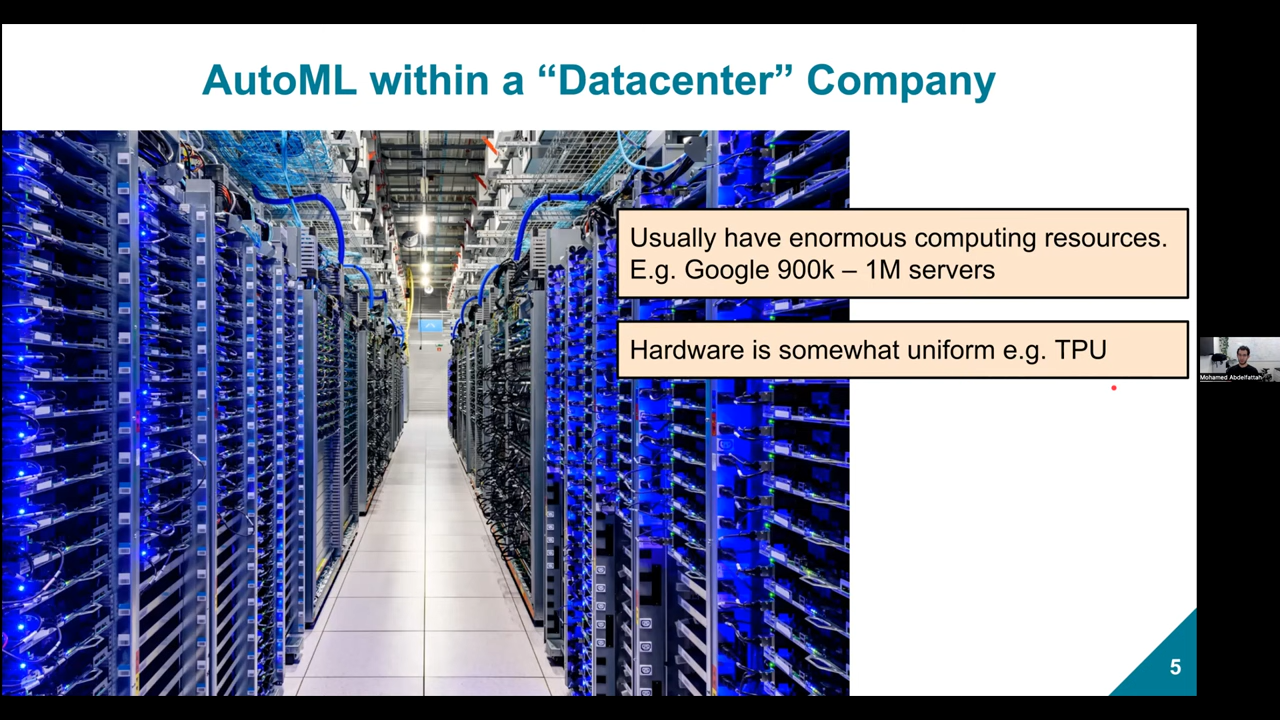 AutoML within a “Datacenter” Company
Usually have enormous computing resources.
E.g. Google 900k – 1M servers
Hardware is somewhat uniform e.g. TPU
Mohamed Abdelfattah
5